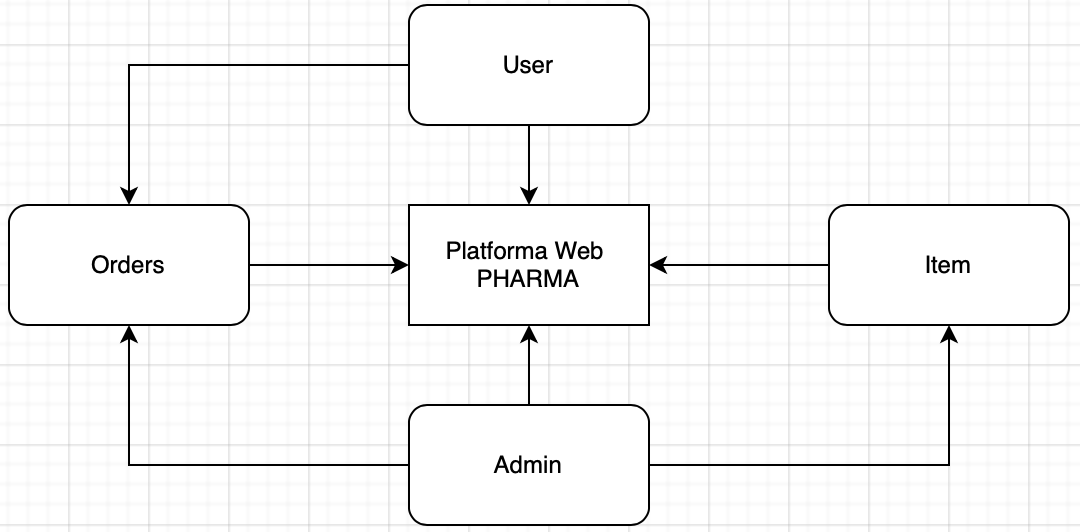 User
Orders
Platforma Web
PHARMA
Item
Admin